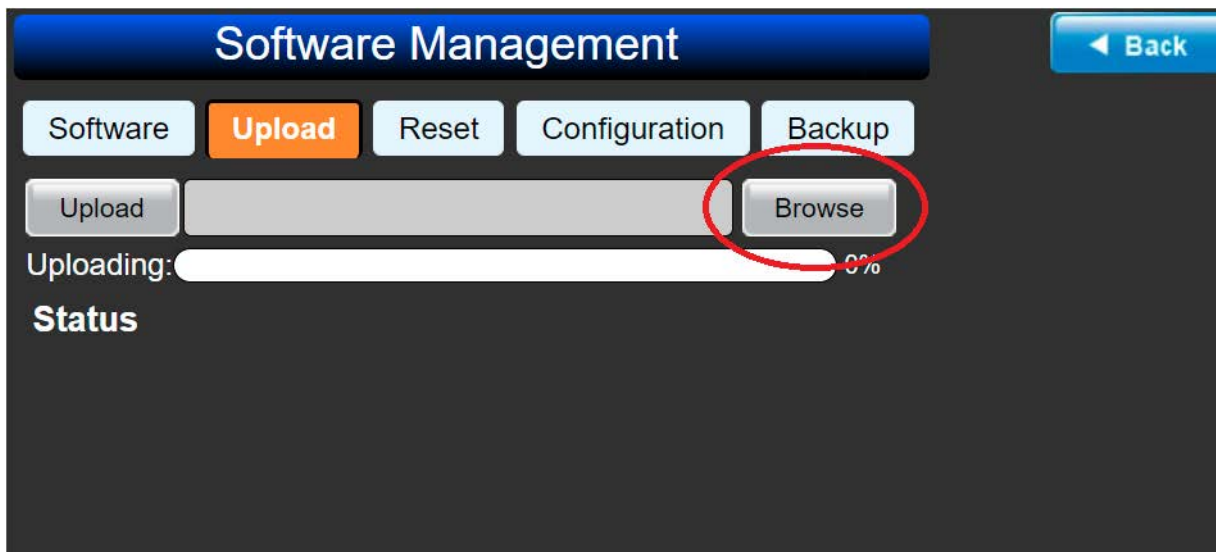 Software Management
◀ Back
Software Upload Reset Configuration Backup
Upload Browse
Uploading: 0%
Status